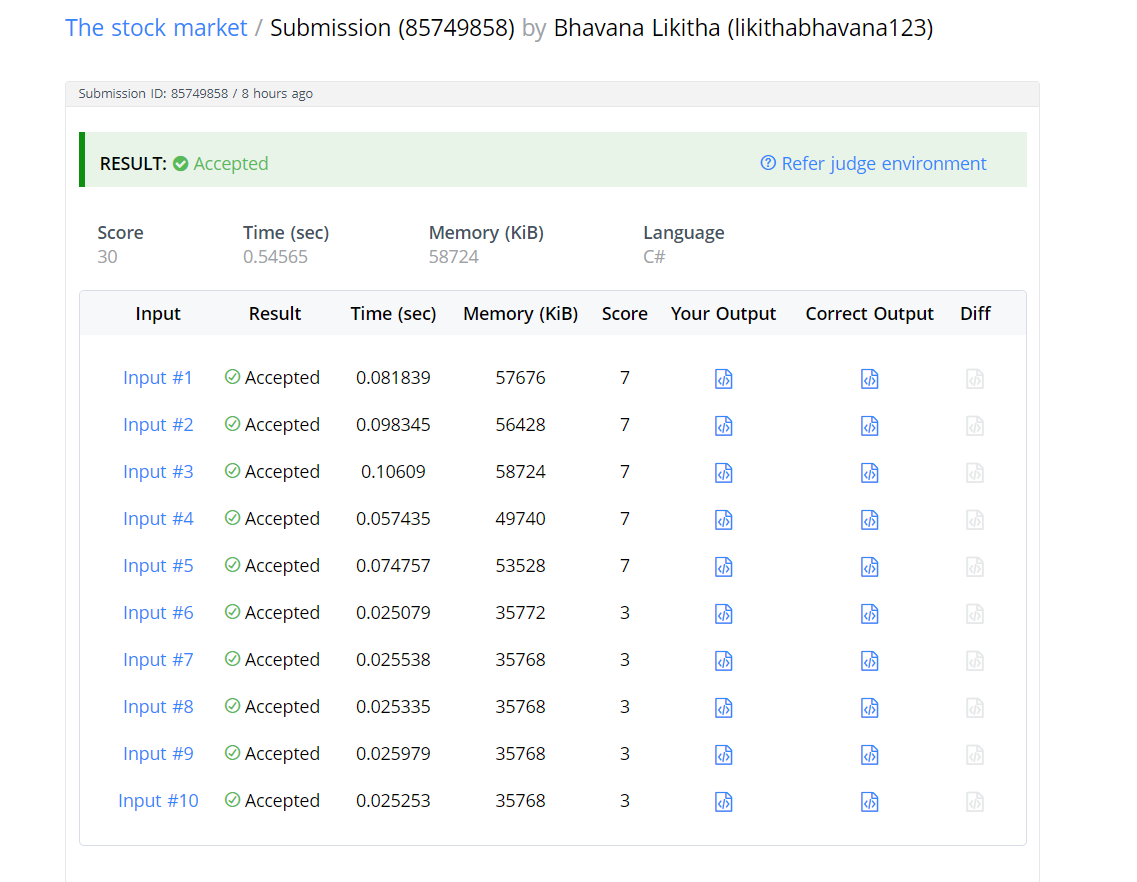 The stock market / Submission (85749858) by Bhavana Likitha (likithabhavana123)
Submission ID: 85749858 / 8 hours ago
RESULT: Accepted Refer judge environment
Score Time (sec) Memory (KiB) Language
30 0.54565 58724 C#
Input Result Time (sec) Memory (KiB) Score Your Output Correct Output Diff
Input #1 Accepted 0.081839 57676 7
Input #2 Accepted 0.098345 56428 7
Input #3 Accepted 0.10609 58724 7
Input #4 Accepted 0.057435 49740 7
Input #5 Accepted 0.074757 53528 7
Input #6 Accepted 0.025079 35772 3
Input #7 Accepted 0.025538 35768 3
Input #8 Accepted 0.025335 35768 3
Input #9 Accepted 0.025979 35768 3
Input #10 Accepted 0.025253 35768 3